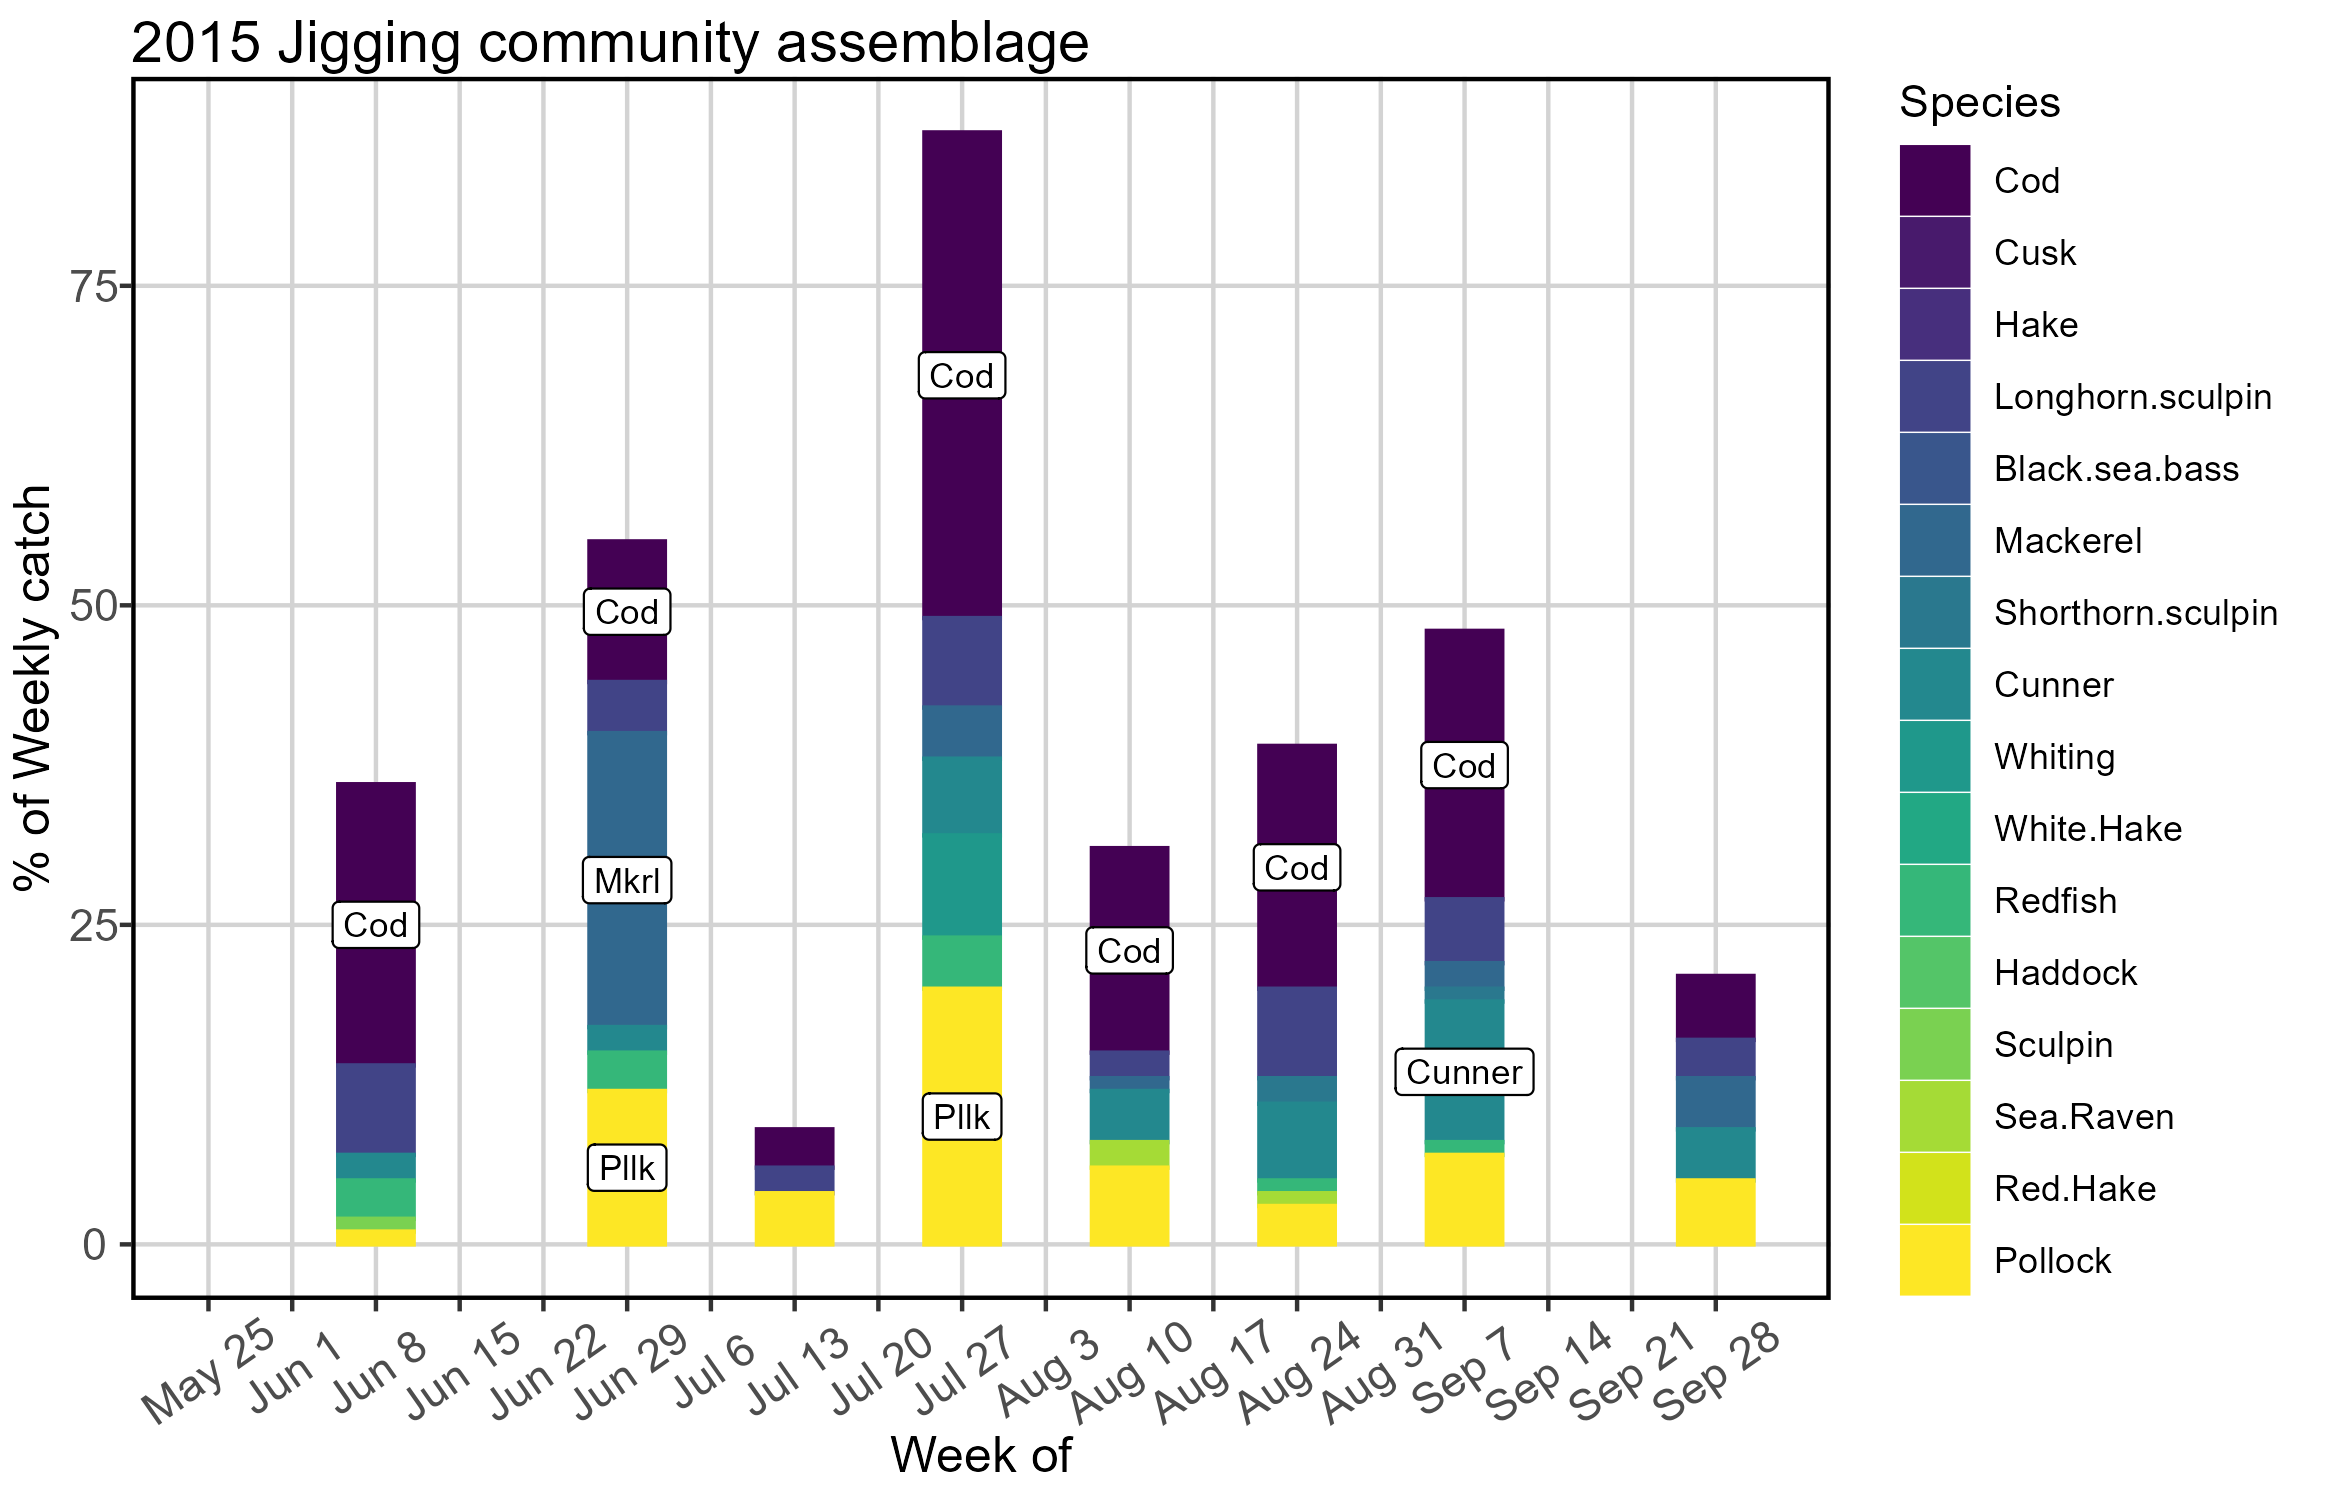 2015 Jigging community assemblage
% of Weekly catch
75
50
25
0
Cod
Cod
Mkrl
Pllk
Cod
Pllk
Cod
Cod
Cod
Cunner
May 25
Jun 1
Jun 8
Jun 15
Jun 22
Jun 29
Jul 6
Jul 13
Jul 20
Jul 27
Aug 3
Aug 10
Aug 17
Aug 24
Aug 31
Sep 7
Sep 14
Sep 21
Sep 28
Week of
Species
Cod
Cusk
Hake
Longhorn.sculpin
Black.sea.bass
Mackerel
Shorthorn.sculpin
Cunner
Whiting
White.Hake
Redfish
Haddock
Sculpin
Sea.Raven
Red.Hake
Pollock